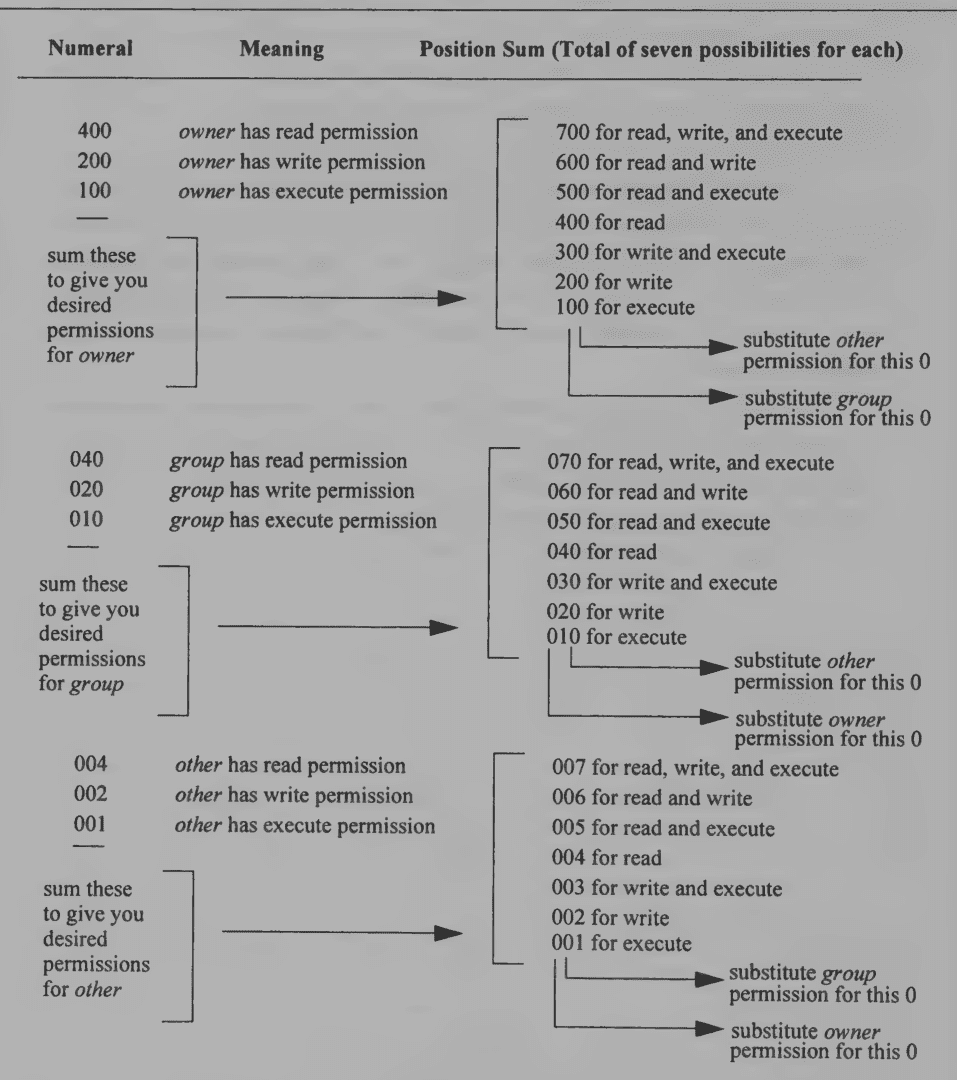 Numeral Meaning Position Sum (Total of seven possibilities for each)
400 owner has read permission 700 for read, write, and execute
200 owner has write permission 600 for read and write
100 owner has execute permission 500 for read and execute
400 for read
sum these 300 for write and execute
to give you 200 for write
desired 100 for execute
permissions substitute other
for owner permission for this 0
substitute group
permission for this 0
040 group has read permission 070 for read, write, and execute
020 group has write permission 060 for read and write
010 group has execute permission 050 for read and execute
040 for read
sum these 030 for write and execute
to give you 020 for write
desired 010 for execute
permissions substitute other
for group permission for this 0
substitute owner
permission for this 0
004 other has read permission 007 for read, write, and execute
002 other has write permission 006 for read and write
001 other has execute permission 005 for read and execute
004 for read
sum these 003 for write and execute
to give you 002 for write
desired 001 for execute
permissions substitute group
for other permission for this 0
substitute owner
permission for this 0